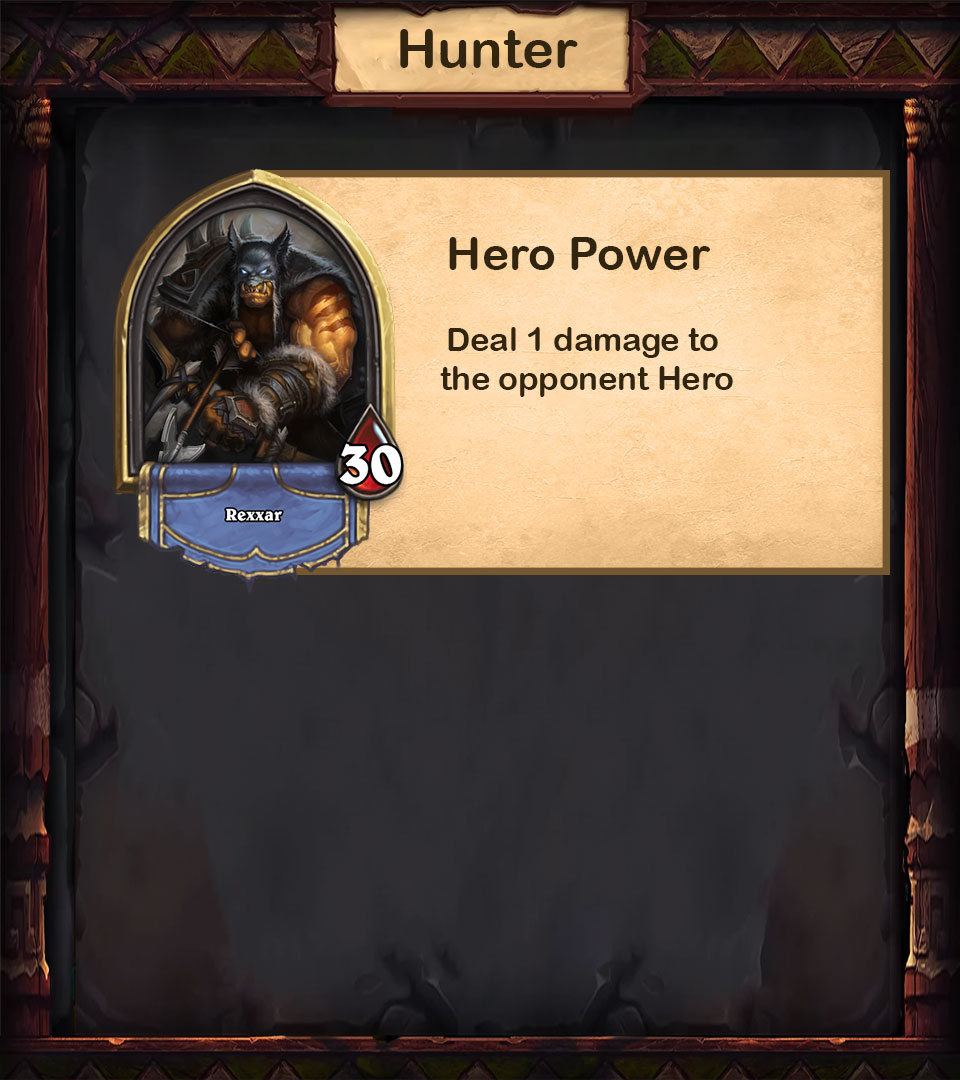 Hunter
Hero Power
Deal 1 damage to
the opponent Hero
30
Rexxar